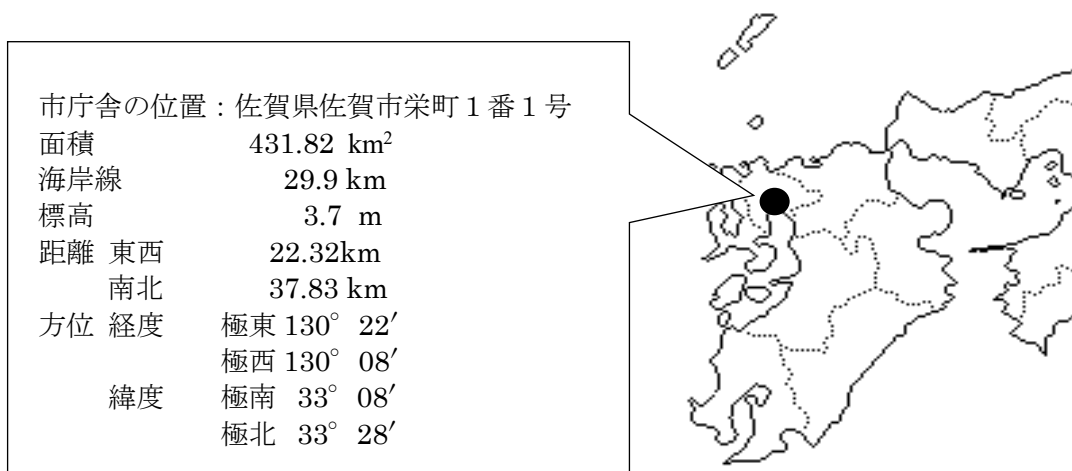 市庁舎の位置：佐賀県佐賀市栄町１番１号
面積 431.82 km²
海岸線 29.9 km
標高 3.7 m
距離 東西 22.32km
南北 37.83 km
方位 経度 極東 130° 22′
極西 130° 08′
緯度 極南 33° 08′
極北 33° 28′